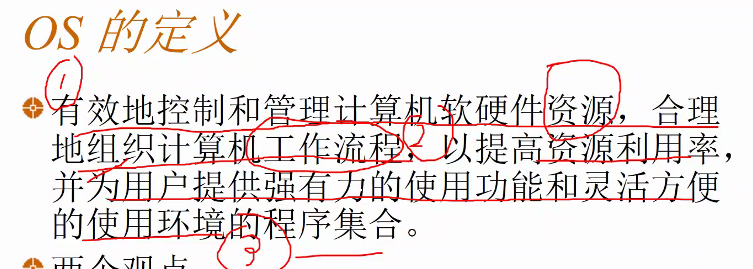 OS 的定义
①
有效地控制和管理计算机软硬件资源，合理
地组织计算机工作流程，②以提高资源利用率，
并为用户提供强有力的使用功能和灵活方便
的使用环境的程序集合。
③
两个观点